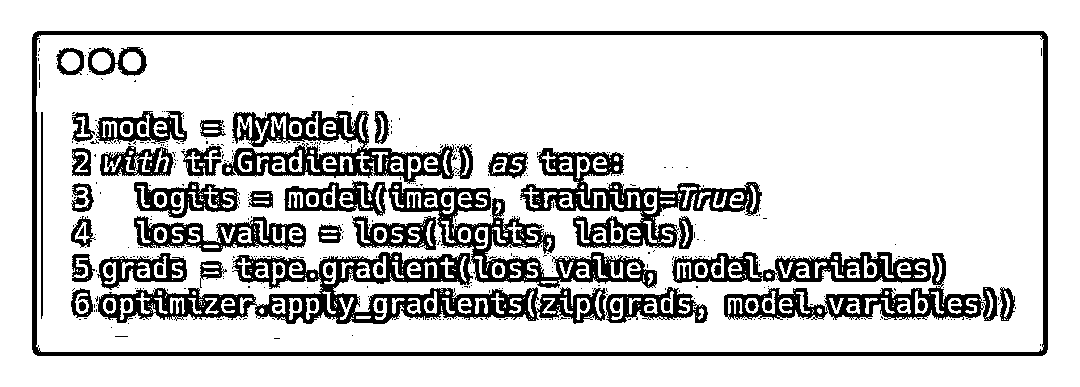 1 model = MyModel()
2 with tf.GradientTape() as tape:
3   logits = model(images, training=True)
4   loss_value = loss(logits, labels)
5 grads = tape.gradient(loss_value, model.variables)
6 optimizer.apply_gradients(zip(grads, model.variables))